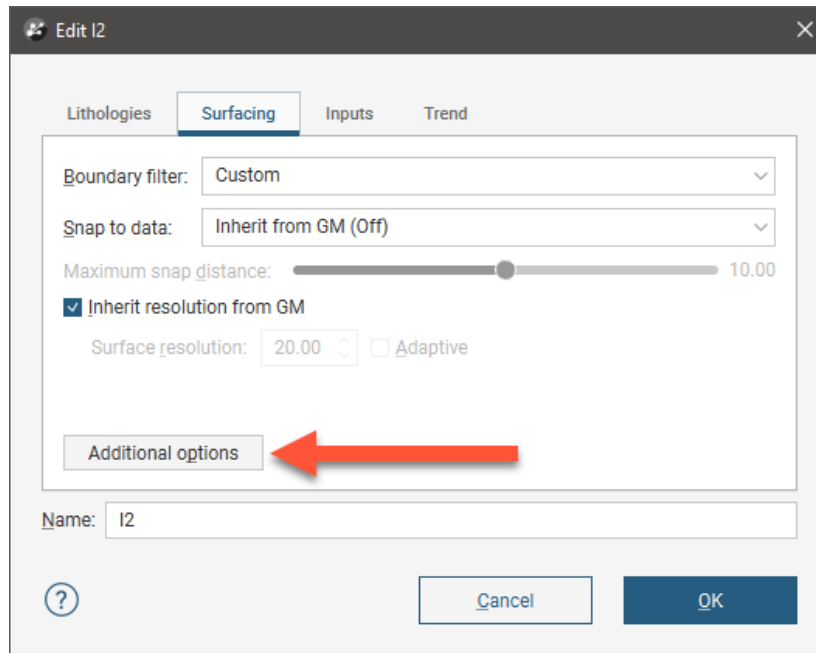 Edit I2
Lithologies Surfacing Inputs Trend
Boundary filter: Custom
Snap to data: Inherit from GM (Off)
Maximum snap distance: 10.00
Inherit resolution from GM
Surface resolution: 20.00 Adaptive
Additional options
Name: I2
? Cancel OK